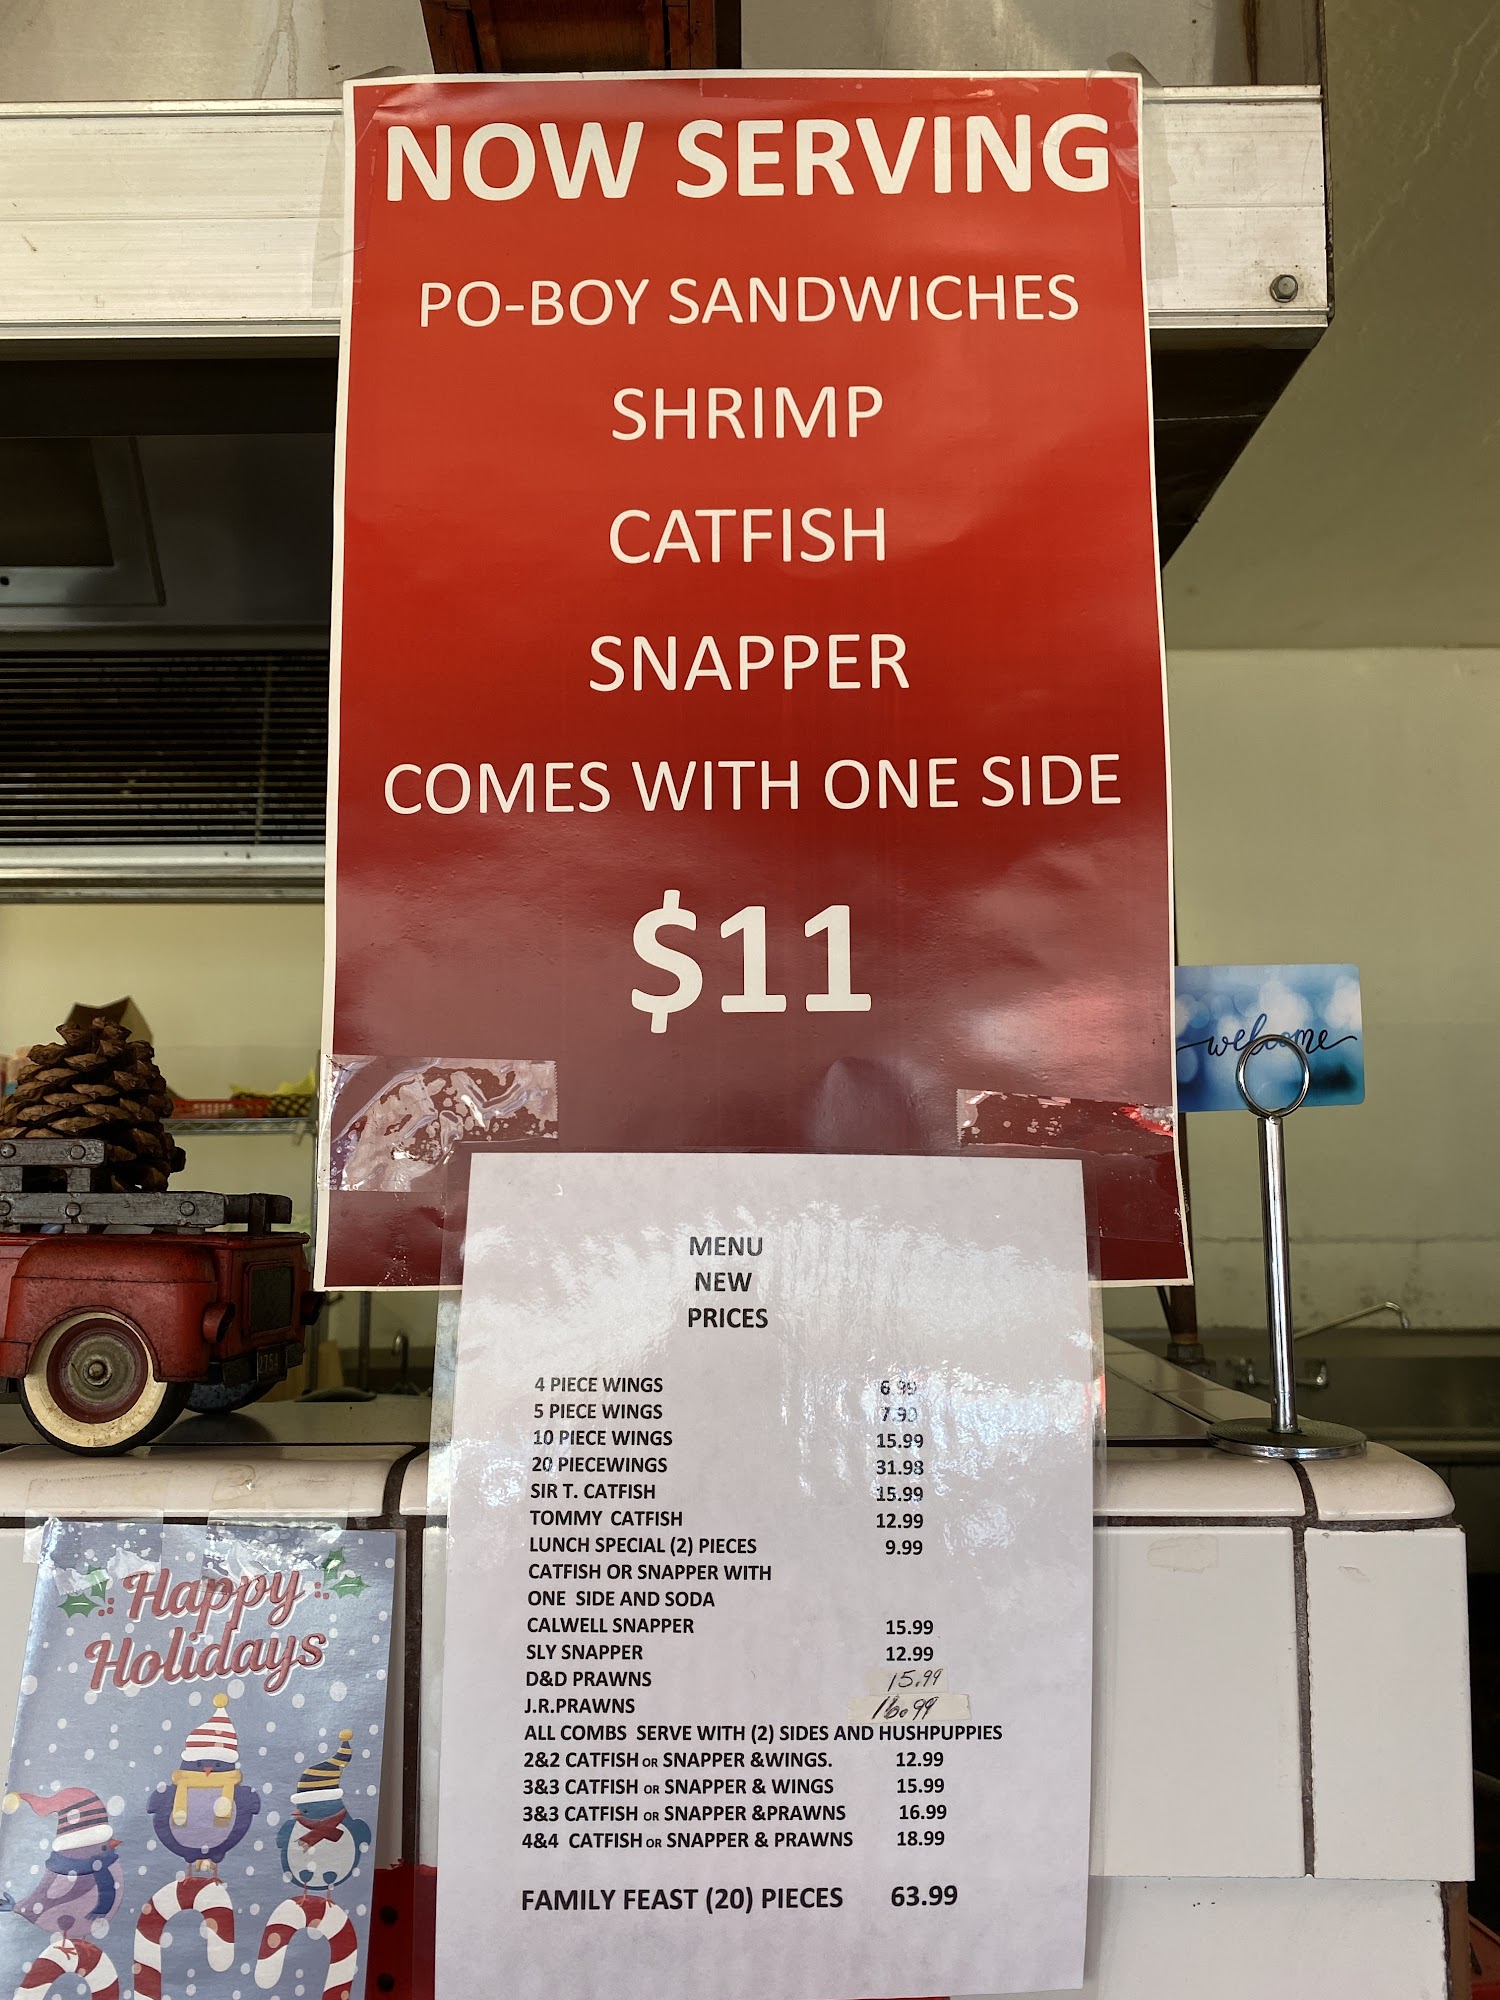 NOW SERVING
PO-BOY SANDWICHES
SHRIMP
CATFISH
SNAPPER
COMES WITH ONE SIDE
$11
welcome
MENU
NEW
PRICES
4 PIECE WINGS 6.99
5 PIECE WINGS 7.99
10 PIECE WINGS 15.99
20 PIECEWINGS 31.98
SIR T. CATFISH 15.99
TOMMY CATFISH 12.99
LUNCH SPECIAL (2) PIECES 9.99
CATFISH OR SNAPPER WITH
ONE SIDE AND SODA
CALWELL SNAPPER 15.99
SLY SNAPPER 12.99
D&D PRAWNS 15.99
J.R.PRAWNS 16.99
ALL COMBS SERVE WITH (2) SIDES AND HUSHPUPPIES
2&2 CATFISH OR SNAPPER &WINGS. 12.99
3&3 CATFISH OR SNAPPER & WINGS 15.99
3&3 CATFISH OR SNAPPER &PRAWNS 16.99
4&4 CATFISH OR SNAPPER & PRAWNS 18.99
FAMILY FEAST (20) PIECES 63.99
Happy
Holidays